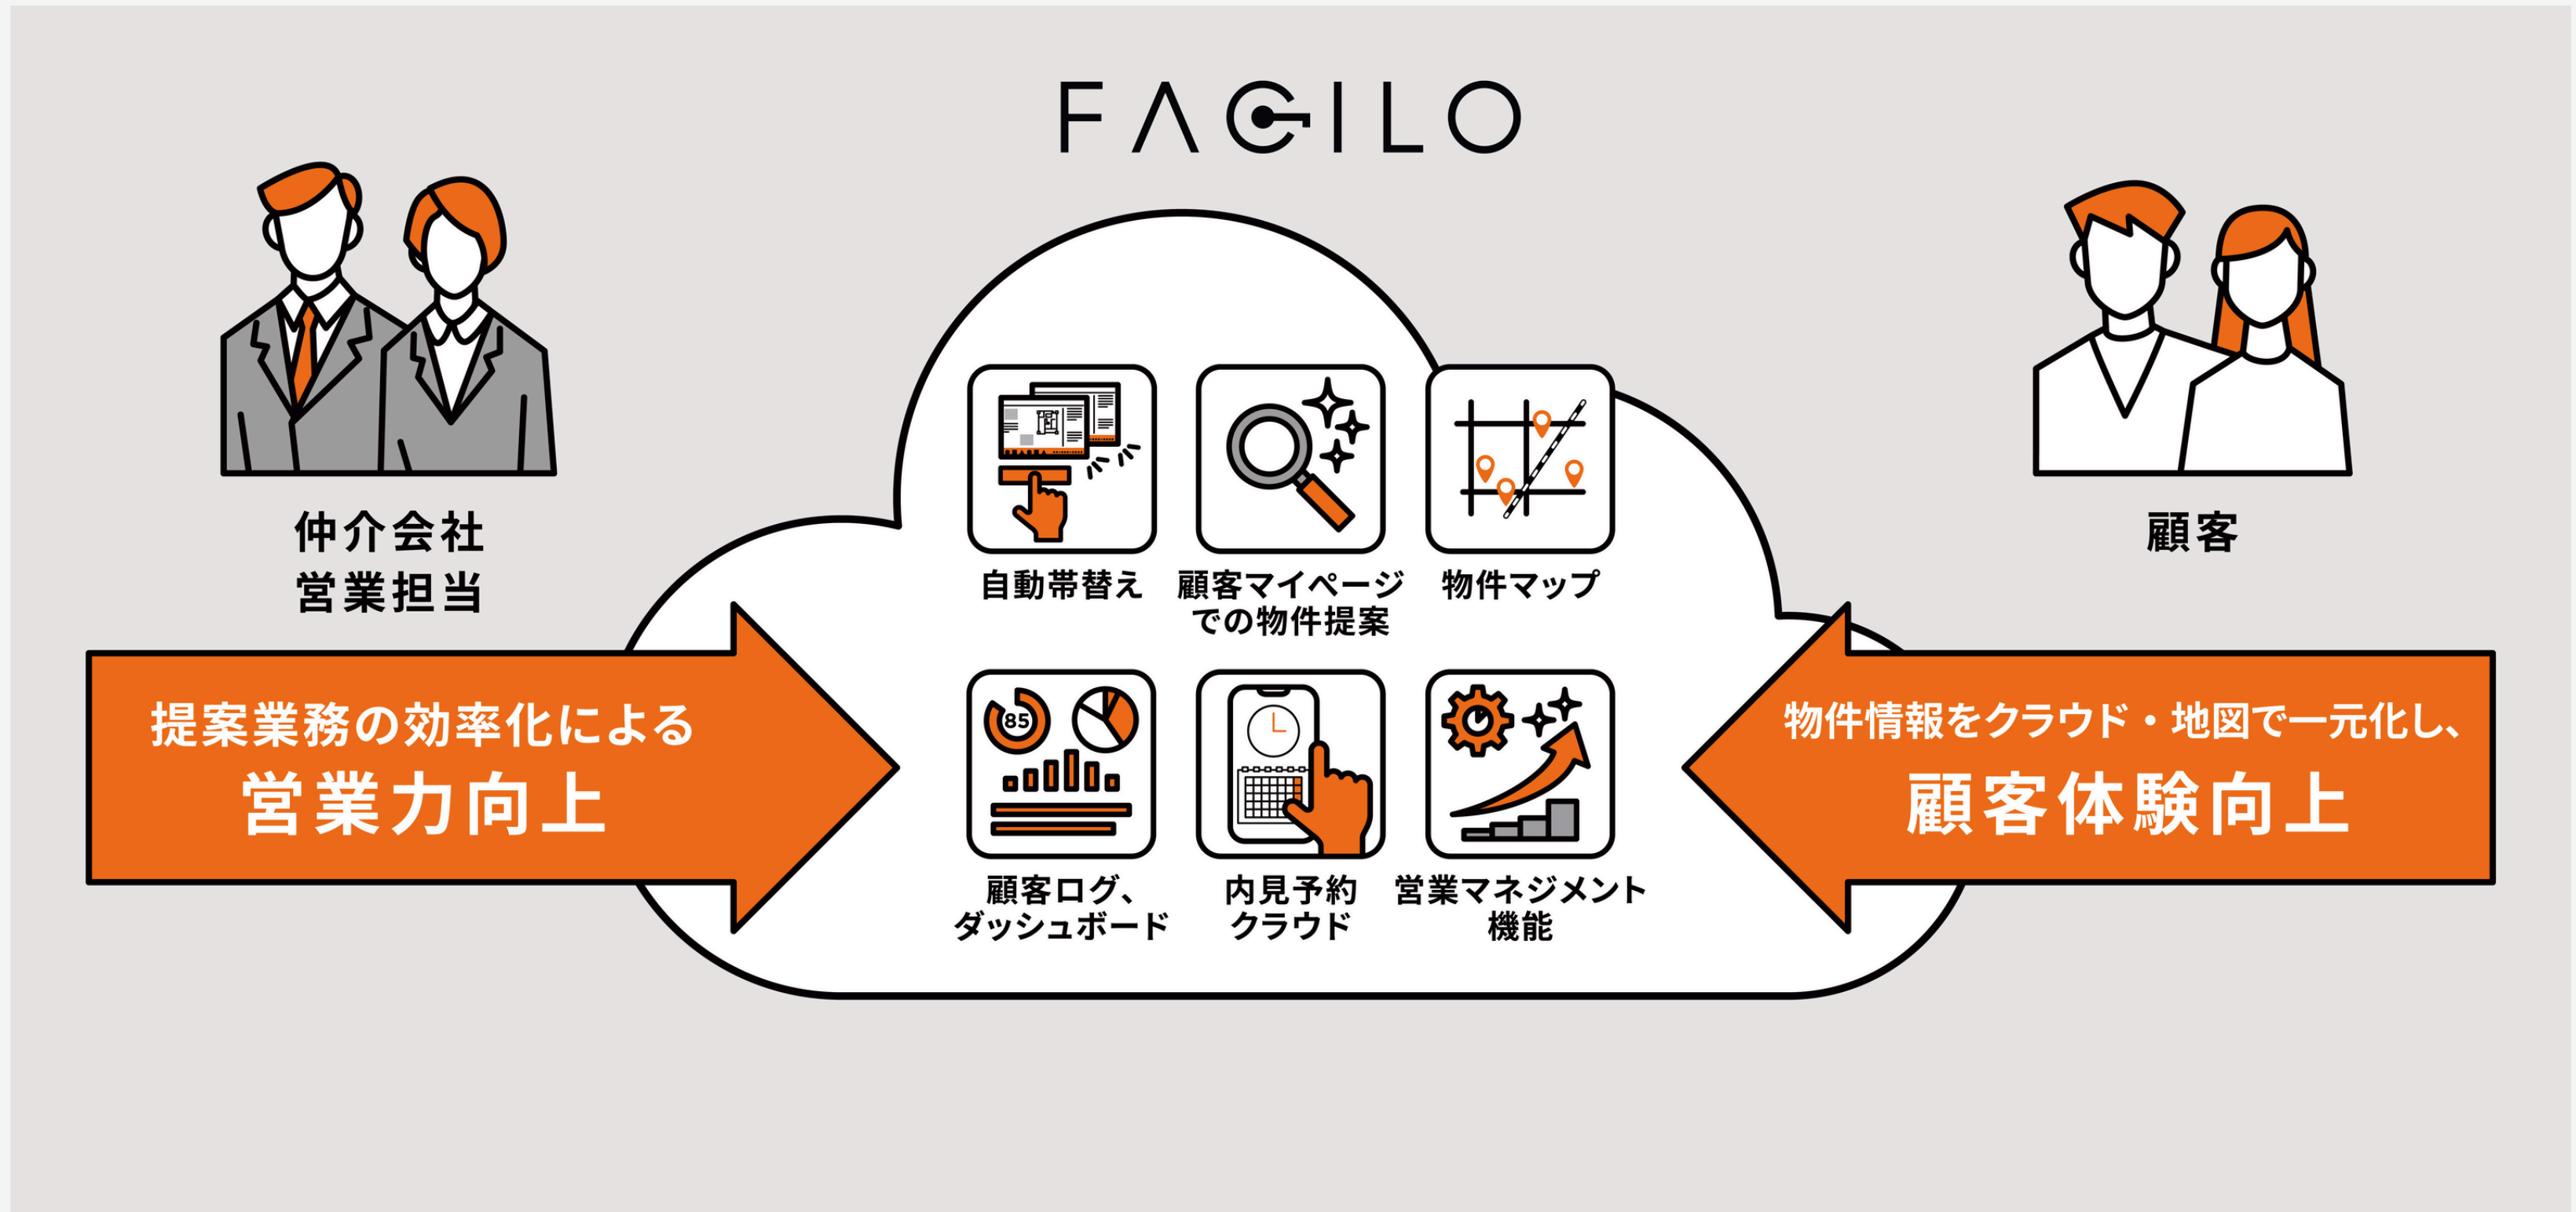 FACILO
仲介会社
営業担当
顧客
自動帯替え
顧客マイページ
での物件提案
物件マップ
提案業務の効率化による
営業力向上
物件情報をクラウド・地図で一元化し、
顧客体験向上
85
顧客ログ、
ダッシュボード
内見予約
クラウド
営業マネジメント
機能